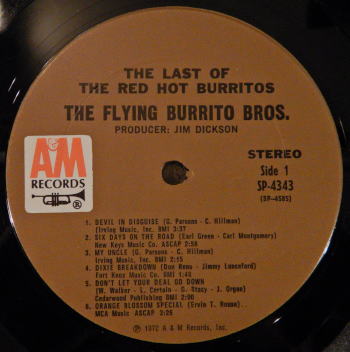 THE LAST OF
THE RED HOT BURRITOS
THE FLYING BURRITO BROS.
PRODUCER: JIM DICKSON
A&M
RECORDS
®
STEREO
Side 1
SP-4343
(SP-4585)
1. DEVIL IN DISGUISE (G. Parsons - C. Hillman)
(Irving Music, Inc. BMI 3:37
2. SIX DAYS ON THE ROAD (Earl Green - Carl Montgomery)
New Keys Music Co. ASCAP 2:58
3. MY UNCLE (G. Parsons - C. Hillman)
Irving Music, Inc. BMI 2:15
4. DIXIE BREAKDOWN (Don Reno - Jimmy Lunceford)
Fort Knox Music Co. BMI 2:20
5. DON'T LET YOUR DEAL GO DOWN
(W. Walker - L. Certain - G. Stacy - J. Organ)
Cedarwood Publishing BMI 2:00
6. ORANGE BLOSSOM SPECIAL (Ervin T. Rouse)
MCA Music ASCAP 3:26
℗ 1972 A & M Records, Inc.